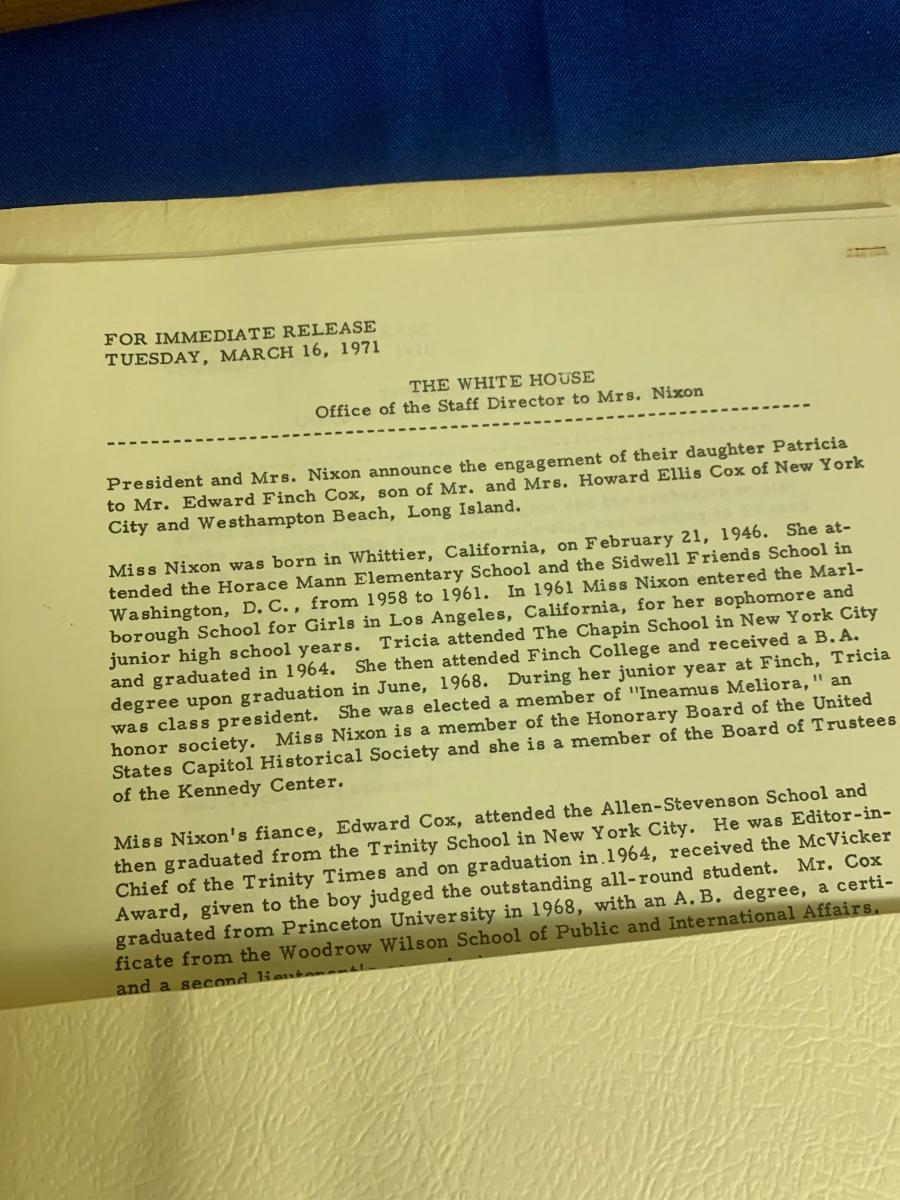 FOR IMMEDIATE RELEASE
TUESDAY, MARCH 16, 1971
THE WHITE HOUSE
Office of the Staff Director to Mrs. Nixon
President and Mrs. Nixon announce the engagement of their daughter Patricia
to Mr. Edward Finch Cox, son of Mr. and Mrs. Howard Ellis Cox of New York
City and Westhampton Beach, Long Island.
Miss Nixon was born in Whittier, California, on February 21, 1946. She at-
tended the Horace Mann Elementary School and the Sidwell Friends School in
Washington, D.C., from 1958 to 1961. In 1961 Miss Nixon entered the Marl-
borough School for Girls in Los Angeles, California, for her sophomore and
junior high school years. Tricia attended The Chapin School in New York City
and graduated in 1964. She then attended Finch College and received a B.A.
degree upon graduation in June, 1968. During her junior year at Finch, Tricia
was class president. She was elected a member of "Ineamus Meliora," an
honor society. Miss Nixon is a member of the Honorary Board of the United
States Capitol Historical Society and she is a member of the Board of Trustees
of the Kennedy Center.
Miss Nixon's fiance, Edward Cox, attended the Allen-Stevenson School and
then graduated from the Trinity School in New York City. He was Editor-in-
Chief of the Trinity Times and on graduation in 1964, received the McVicker
Award, given to the boy judged the outstanding all-round student. Mr. Cox
graduated from Princeton University in 1968, with an A.B. degree, a certi-
ficate from the Woodrow Wilson School of Public and International Affairs,
and a second lieutenant's